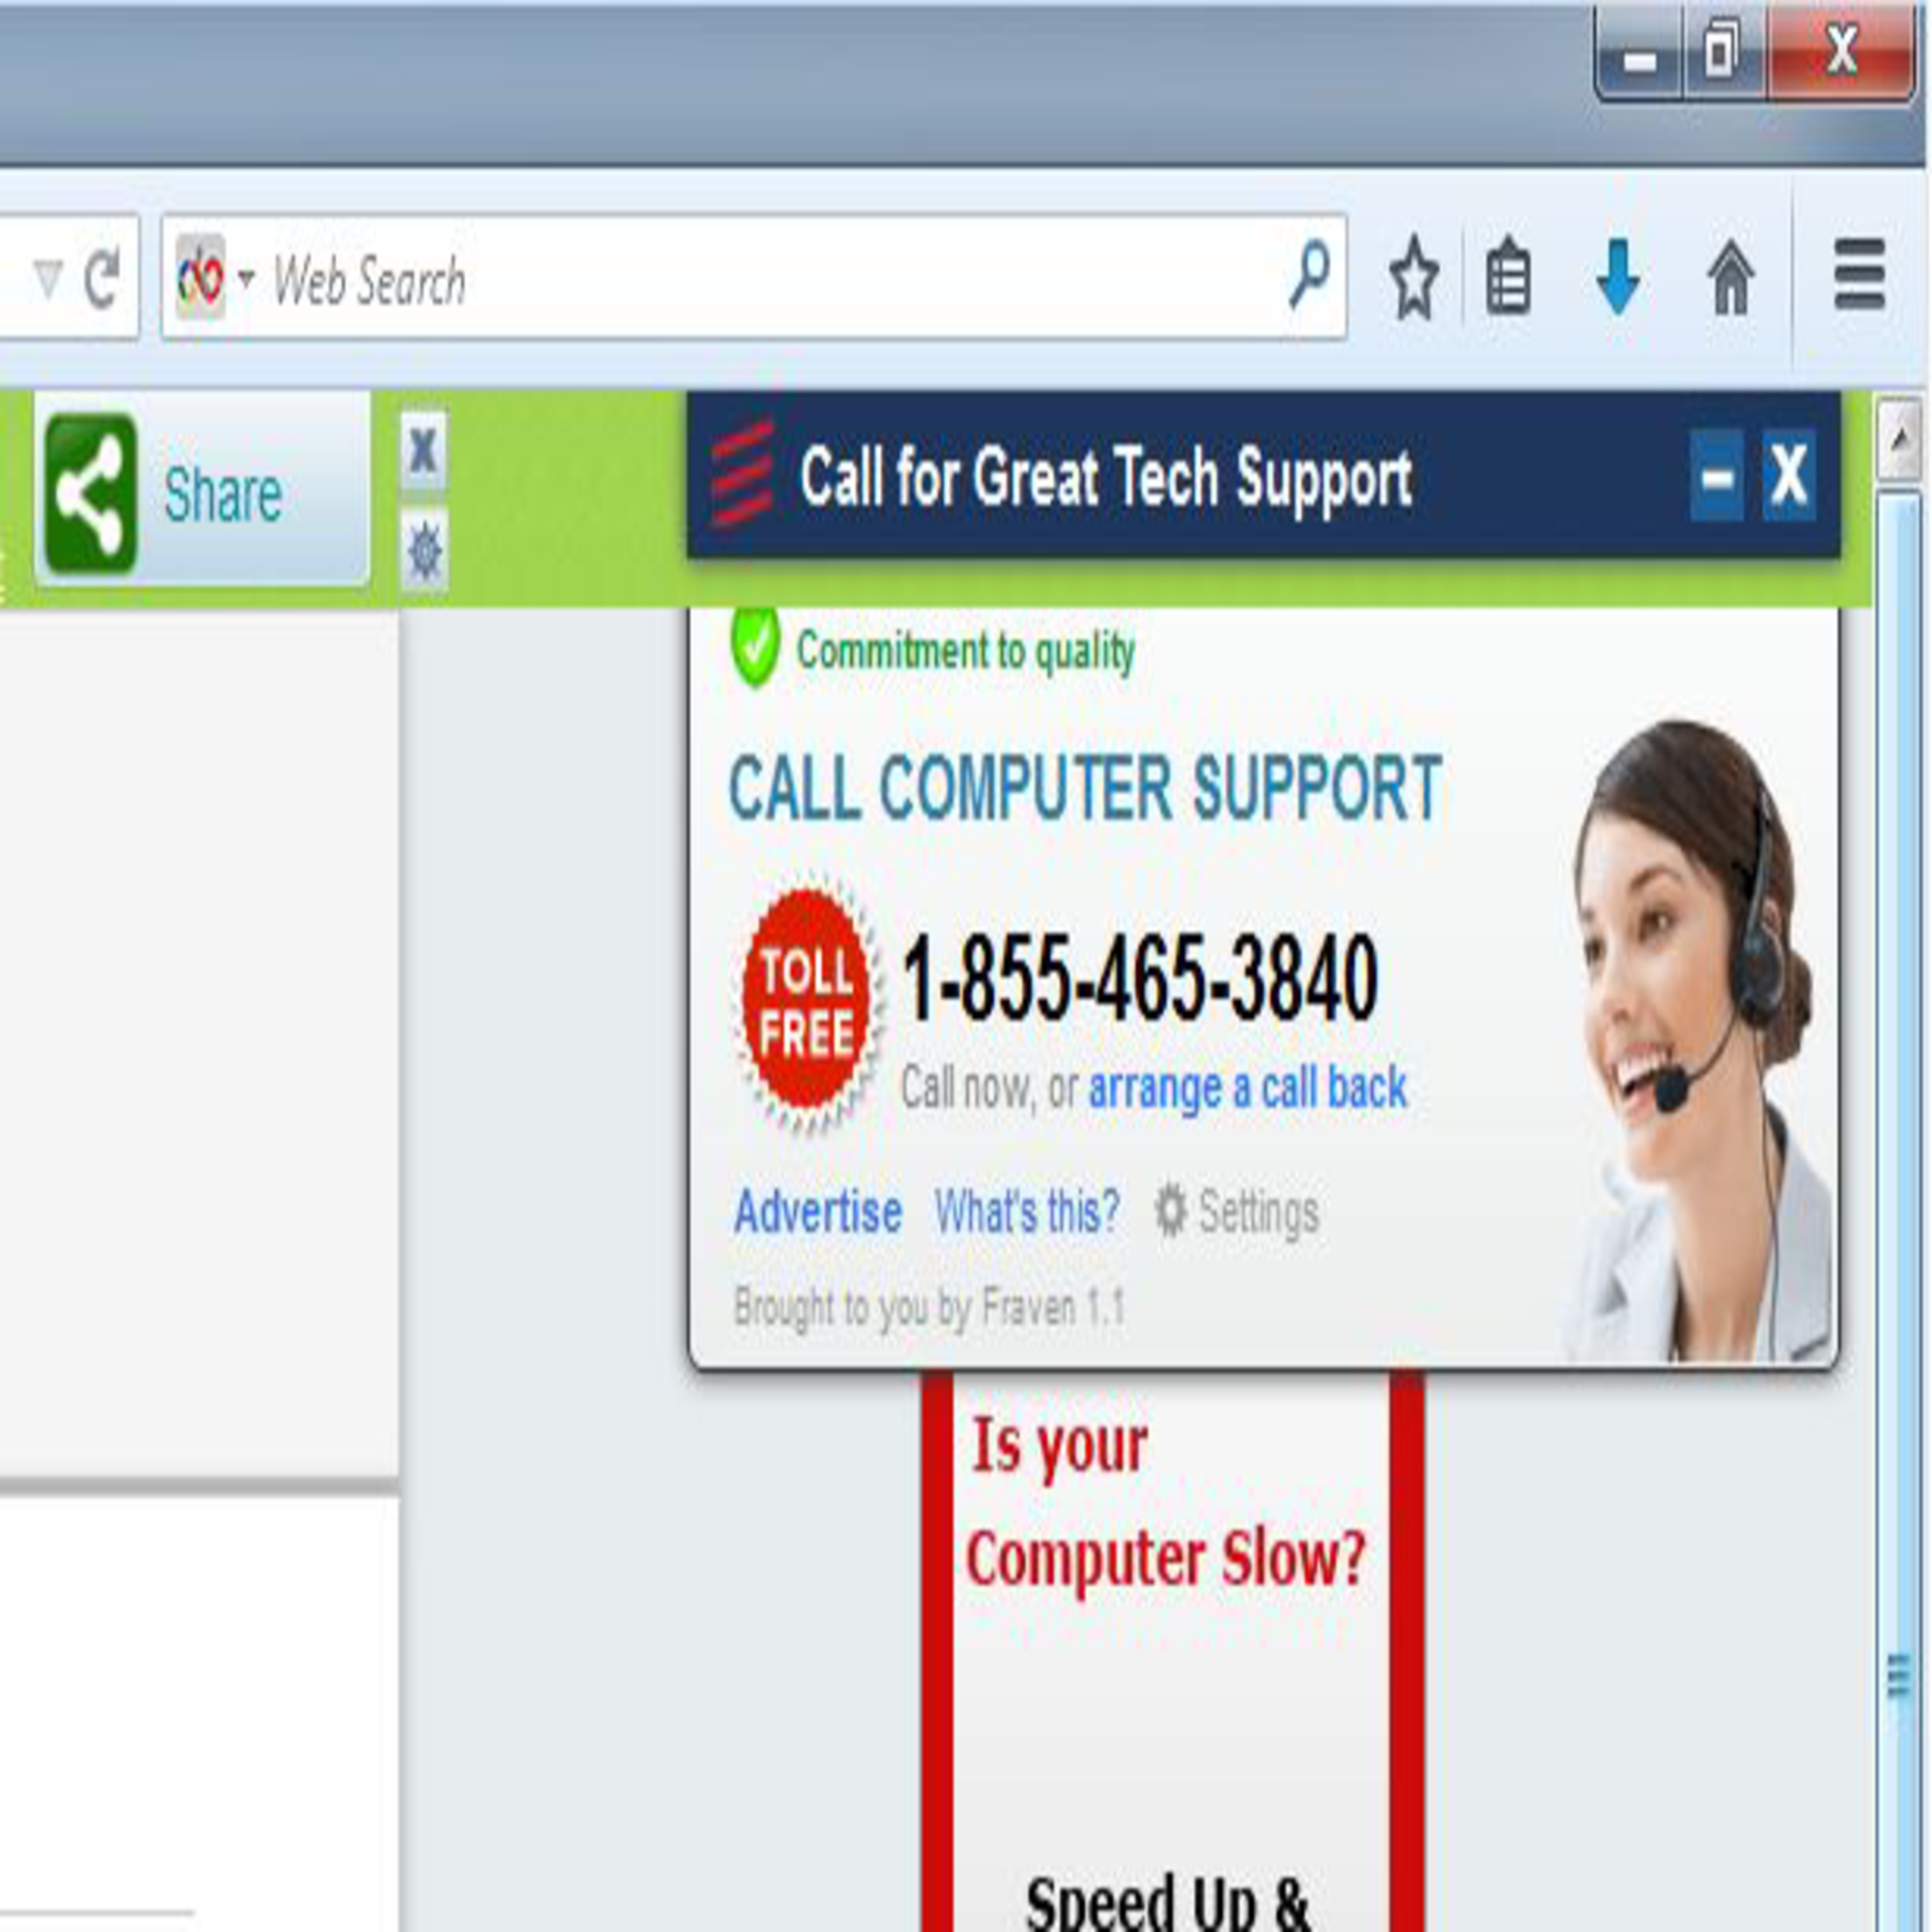 Web Search
Share
Call for Great Tech Support
Commitment to quality
CALL COMPUTER SUPPORT
TOLL
FREE
1-855-465-3840
Call now, or arrange a call back
Advertise What's this? Settings
Brought to you by Fraven 1.1
Is your
Computer Slow?
Speed Up &